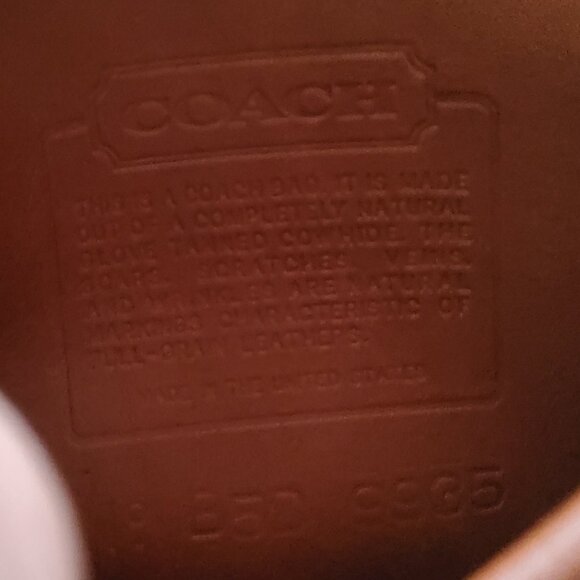 COACH
THIS IS A COACH BAG. IT IS MADE
OUT OF A COMPLETELY NATURAL
GLOVE TANNED COWHIDE. THE
SCARS, SCRATCHES, VEINS,
AND WRINKLES ARE NATURAL
MARKINGS CHARACTERISTIC OF
FULL-GRAIN LEATHERS.
MADE IN THE UNITED STATES